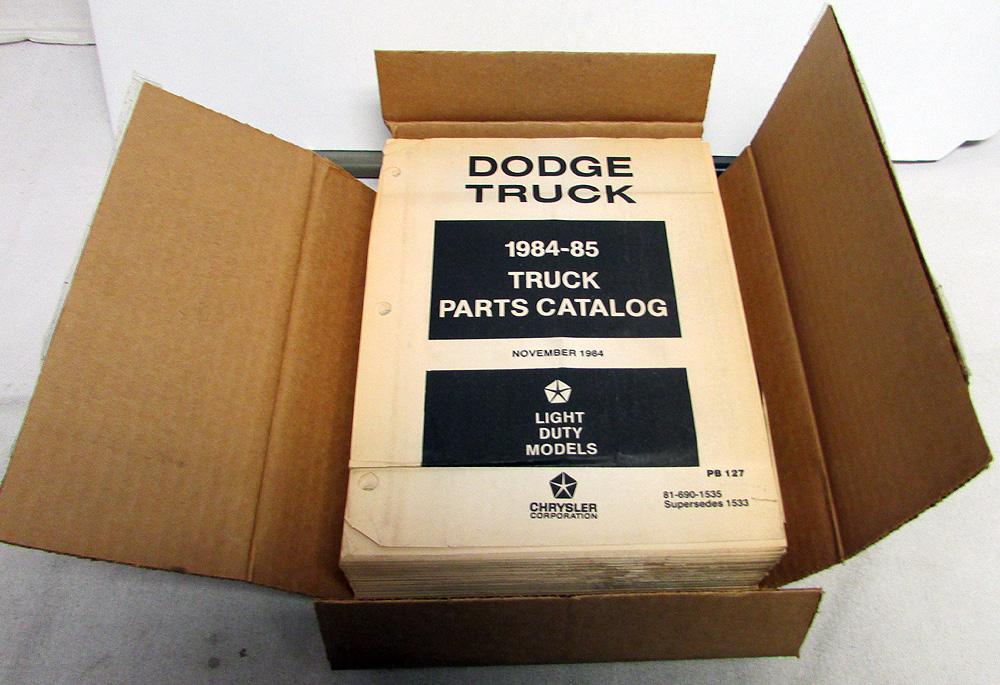 DODGE
TRUCK
1984-85
TRUCK
PARTS CATALOG
NOVEMBER 1984
LIGHT
DUTY
MODELS
PB 127
CHRYSLER
CORPORATION
81-690-1535
Supersedes 1533